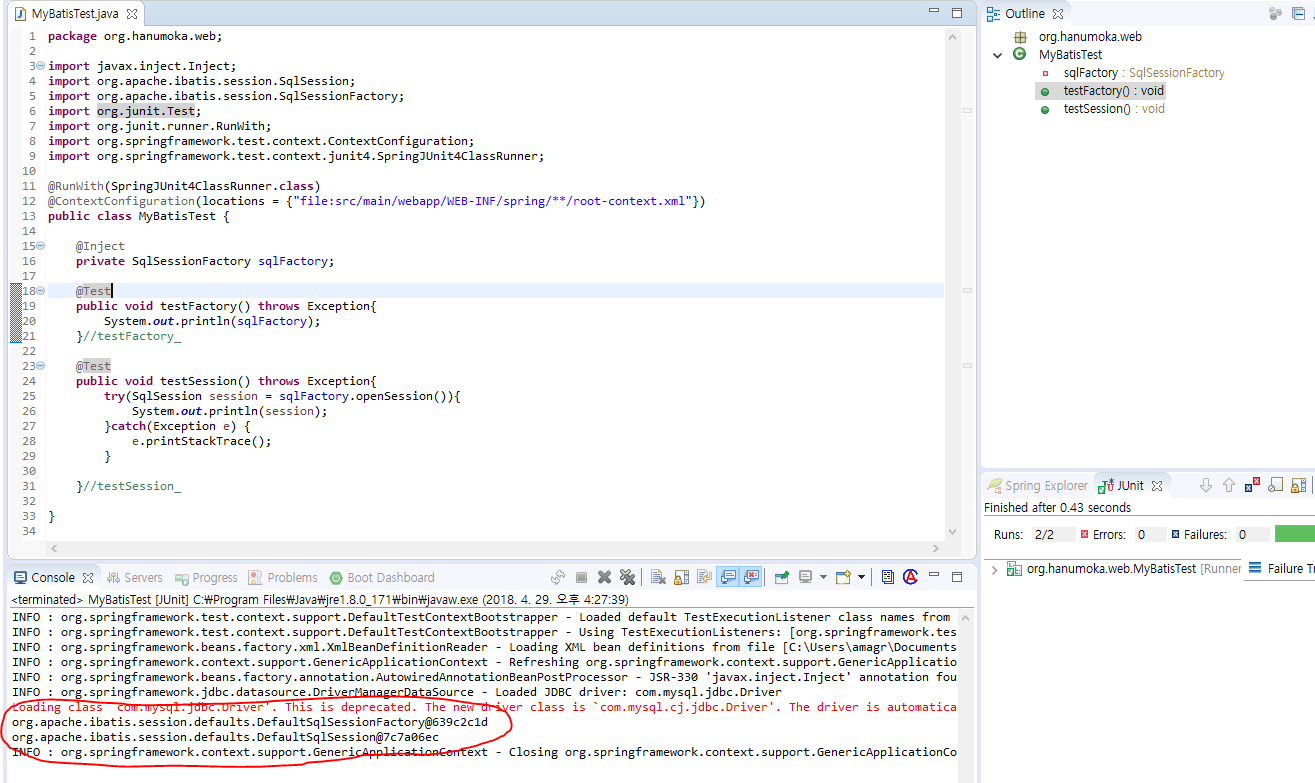 MyBatisTest.java
1 package org.hanumoka.web;
2
3 import javax.inject.Inject;
4 import org.apache.ibatis.session.SqlSession;
5 import org.apache.ibatis.session.SqlSessionFactory;
6 import org.junit.Test;
7 import org.junit.runner.RunWith;
8 import org.springframework.test.context.ContextConfiguration;
9 import org.springframework.test.context.junit4.SpringJUnit4ClassRunner;
10
11 @RunWith(SpringJUnit4ClassRunner.class)
12 @ContextConfiguration(locations = {"file:src/main/webapp/WEB-INF/spring/**/root-context.xml"})
13 public class MyBatisTest {
14
15 @Inject
16 private SqlSessionFactory sqlFactory;
17
18 @Test
19 public void testFactory() throws Exception{
20 System.out.println(sqlFactory);
21 }//testFactory_
22
23 @Test
24 public void testSession() throws Exception{
25 try(SqlSession session = sqlFactory.openSession()){
26 System.out.println(session);
27 }catch(Exception e) {
28 e.printStackTrace();
29 }
30
31 }//testSession_
32
33 }
34
Outline
org.hanumoka.web
MyBatisTest
sqlFactory : SqlSessionFactory
testFactory() : void
testSession() : void
Spring Explorer JUnit
Finished after 0.43 seconds
Runs: 2/2 Errors: 0 Failures: 0
org.hanumoka.web.MyBatisTest [Runner
Failure Tr
Console Servers Progress Problems Boot Dashboard
<terminated> MyBatisTest [JUnit] C:₩Program Files₩Java₩jre1.8.0_171₩bin₩javaw.exe (2018. 4. 29. 오후 4:27:39)
INFO : org.springframework.test.context.support.DefaultTestContextBootstrapper - Loaded default TestExecutionListener class names from
INFO : org.springframework.test.context.support.DefaultTestContextBootstrapper - Using TestExecutionListeners: [org.springframework.tes
INFO : org.springframework.beans.factory.xml.XmlBeanDefinitionReader - Loading XML bean definitions from file [C:\Users\amagr\Documents
INFO : org.springframework.context.support.GenericApplicationContext - Refreshing org.springframework.context.support.GenericApplicatio
INFO : org.springframework.beans.factory.annotation.AutowiredAnnotationBeanPostProcessor - JSR-330 'javax.inject.Inject' annotation fou
INFO : org.springframework.jdbc.datasource.DriverManagerDataSource - Loaded JDBC driver: com.mysql.jdbc.Driver
Loading class `com.mysql.jdbc.Driver'. This is deprecated. The new driver class is `com.mysql.cj.jdbc.Driver'. The driver is automatica
org.apache.ibatis.session.defaults.DefaultSqlSessionFactory@639c2c1d
org.apache.ibatis.session.defaults.DefaultSqlSession@7c7a06ec
INFO : org.springframework.context.support.GenericApplicationContext - Closing org.springframework.context.support.GenericApplicationCo